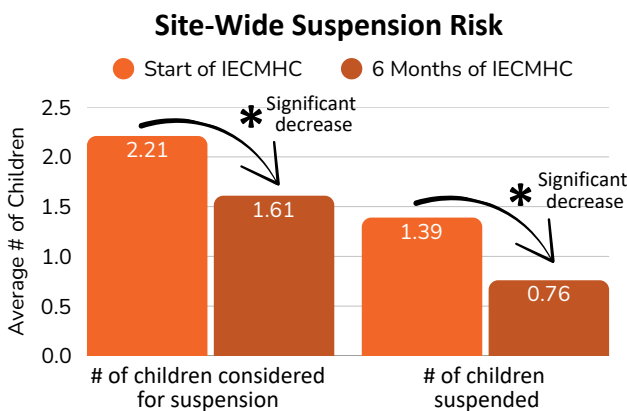 Site-Wide Suspension Risk
Start of IECMHC
6 Months of IECMHC
Average # of Children
2.5
2.0
1.5
1.0
0.5
0.0
2.21
* Significant
decrease
1.61
1.39
* Significant
decrease
0.76
# of children considered
for suspension
# of children
suspended